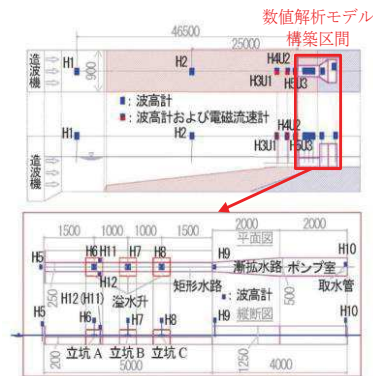 数値解析モデル
構築区間
46500
25000
造波機
900
H1
H2
H4U2
H3U1
H5U3
: 波高計
: 波高計および電磁流速計
H1
H2
H4U2
H3U1
H5U3
造波機
1500
1000
1000
1500
2000
2000
平面図
H5
H6
H11
H7
H8
H9
H10
H12
漸拡水路
ポンプ室
250
溢水升
矩形水路
500
取水管
: 波高計
H12(H11)
H5
H6
H7
H8
H9
縦断図
H10
立坑A
立坑B
立坑C
200
5000
1250
4000